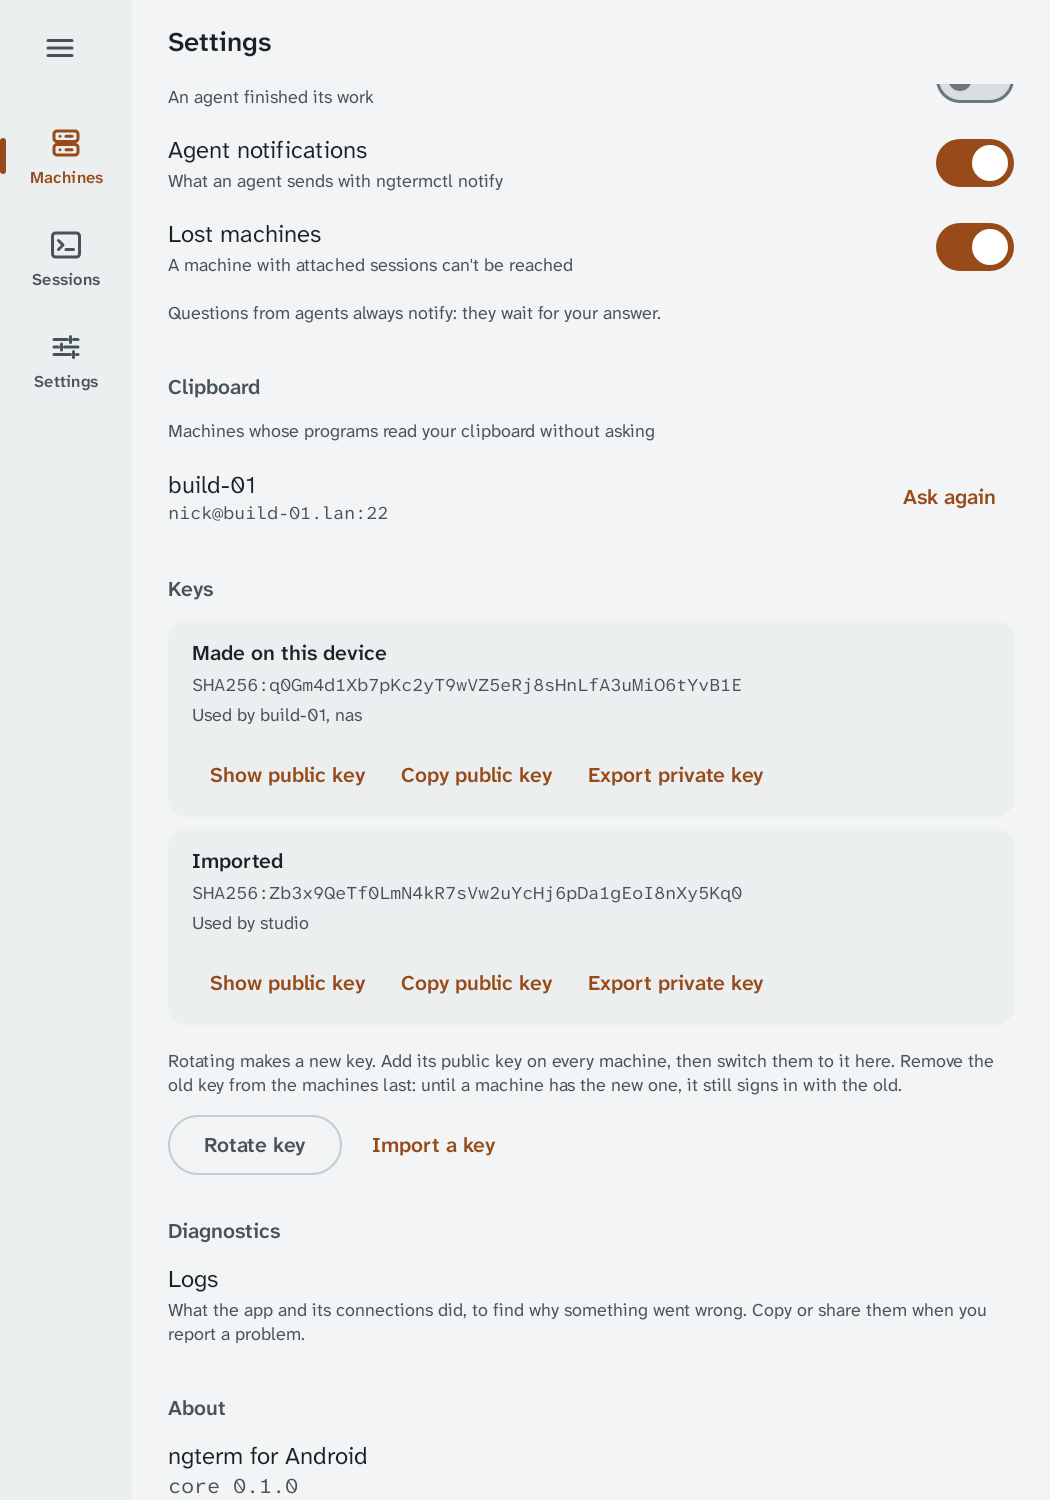 Settings
An agent finished its work
Agent notifications
What an agent sends with ngtermctl notify
Machines
Lost machines
A machine with attached sessions can't be reached
Sessions
Questions from agents always notify: they wait for your answer.
Settings
Clipboard
Machines whose programs read your clipboard without asking
build-01
nick@build-01.lan:22
Ask again
Keys
Made on this device
SHA256:q0Gm4d1Xb7pKc2yT9wVZ5eRj8sHnLfA3uMiO6tYvB1E
Used by build-01, nas
Show public key
Copy public key
Export private key
Imported
SHA256:Zb3x9QeTf0LmN4kR7sVw2uYcHj6pDa1gEoI8nXy5Kq0
Used by studio
Show public key
Copy public key
Export private key
Rotating makes a new key. Add its public key on every machine, then switch them to it here. Remove the
old key from the machines last: until a machine has the new one, it still signs in with the old.
Rotate key
Import a key
Diagnostics
Logs
What the app and its connections did, to find why something went wrong. Copy or share them when you
report a problem.
About
ngterm for Android
core 0.1.0